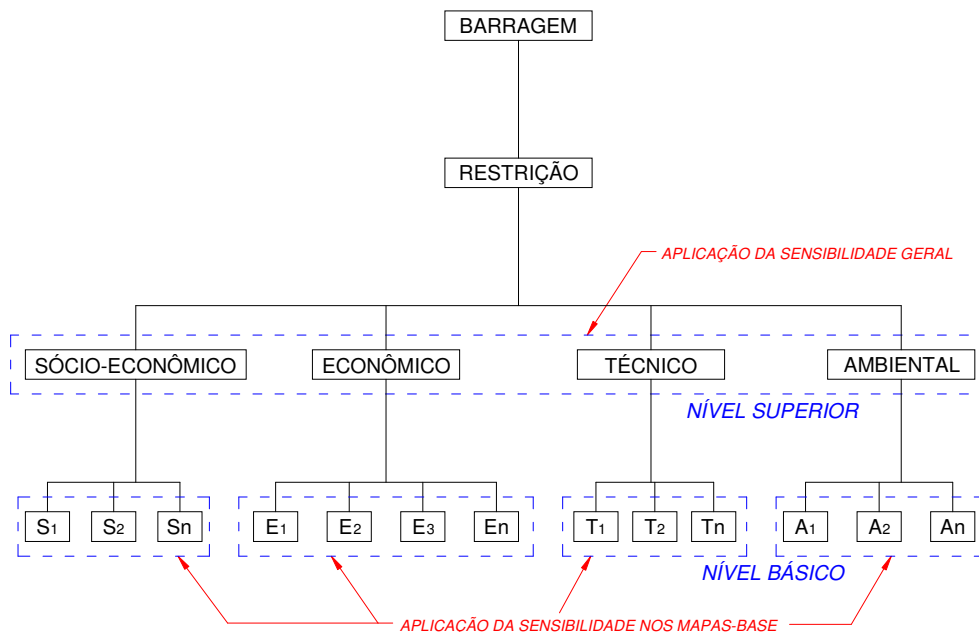 BARRAGEM
RESTRIÇÃO
APLICAÇÃO DA SENSIBILIDADE GERAL
SÓCIO-ECONÔMICO ECONÔMICO TÉCNICO AMBIENTAL
NÍVEL SUPERIOR
S1 S2 Sn E1 E2 E3 En T1 T2 Tn A1 A2 An
NÍVEL BÁSICO
APLICAÇÃO DA SENSIBILIDADE NOS MAPAS-BASE